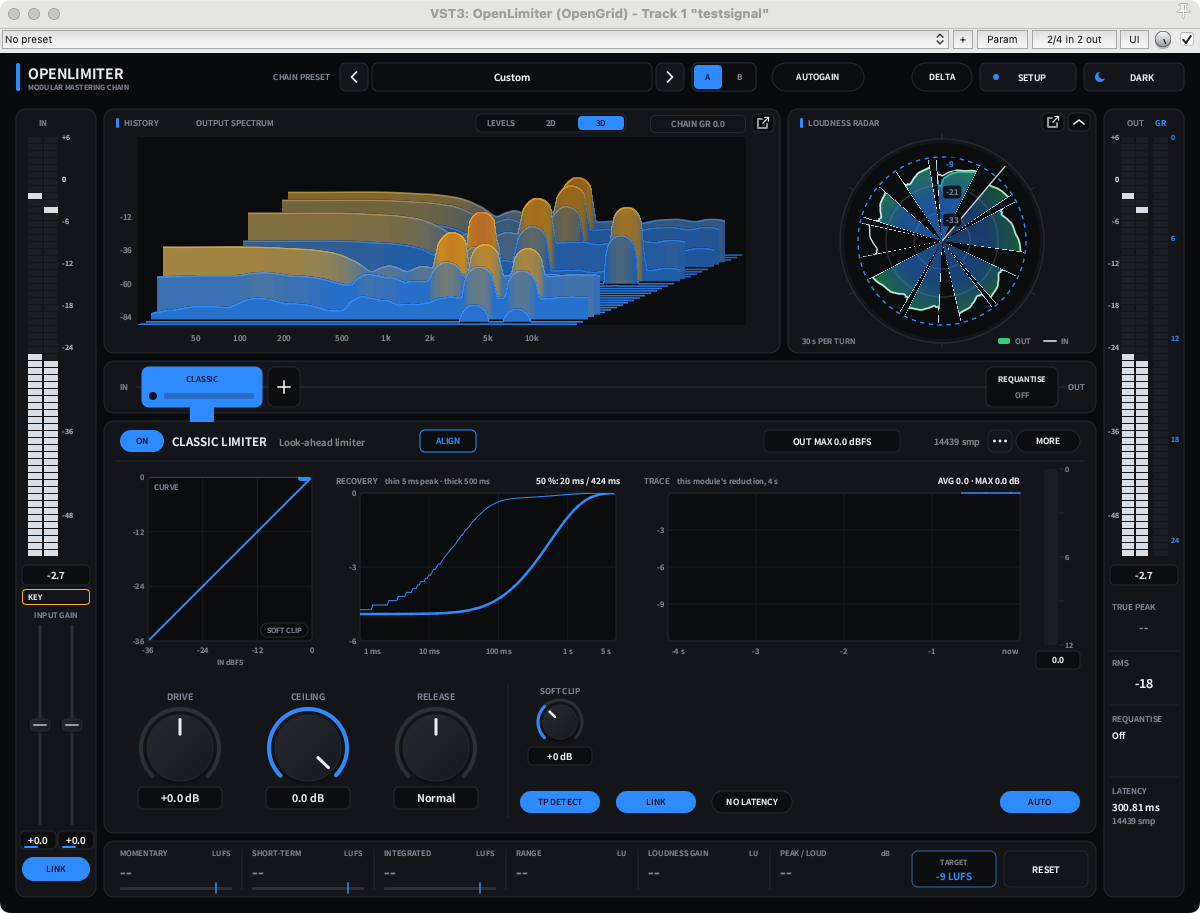 VST3: OpenLimiter (OpenGrid) - Track 1 "testsignal"
No preset
+
Param
2/4 in 2 out
UI
OPENLIMITER
MODULAR MASTERING CHAIN
CHAIN PRESET
Custom
A
B
AUTOGAIN
DELTA
SETUP
DARK
IN
+6
0
-6
-12
-18
-24
-36
-48
-2.7
KEY
INPUT GAIN
+0.0
+0.0
LINK
HISTORY
OUTPUT SPECTRUM
LEVELS
2D
3D
CHAIN GR 0.0
-12
-36
-60
-84
50
100
200
500
1k
2k
5k
10k
LOUDNESS RADAR
-9
-21
-33
30 s PER TURN
OUT
IN
IN
CLASSIC
+
REQUANTISE
OFF
OUT
ON
CLASSIC LIMITER
Look-ahead limiter
ALIGN
OUT MAX 0.0 dBFS
14439 smp
•••
MORE
CURVE
0
-12
-24
-36
-36
-24
-12
0
IN dBFS
SOFT CLIP
RECOVERY
thin 5 ms peak · thick 500 ms
50 %: 20 ms / 424 ms
0
-3
-6
1 ms
10 ms
100 ms
1 s
5 s
TRACE
this module's reduction, 4 s
AVG 0.0 · MAX 0.0 dB
-3
-6
-9
-4 s
-3
-2
-1
now
0
6
12
0.0
DRIVE
+0.0 dB
CEILING
0.0 dB
RELEASE
Normal
SOFT CLIP
+0 dB
TP DETECT
LINK
NO LATENCY
AUTO
MOMENTARY
LUFS
--
SHORT-TERM
LUFS
--
INTEGRATED
LUFS
--
RANGE
LU
--
LOUDNESS GAIN
LU
--
PEAK / LOUD
dB
--
TARGET
-9 LUFS
RESET
OUT
GR
+6
0
-6
-12
-18
-24
-36
-48
0
6
12
18
24
-2.7
TRUE PEAK
--
RMS
-18
REQUANTISE
Off
LATENCY
300.81 ms
14439 smp